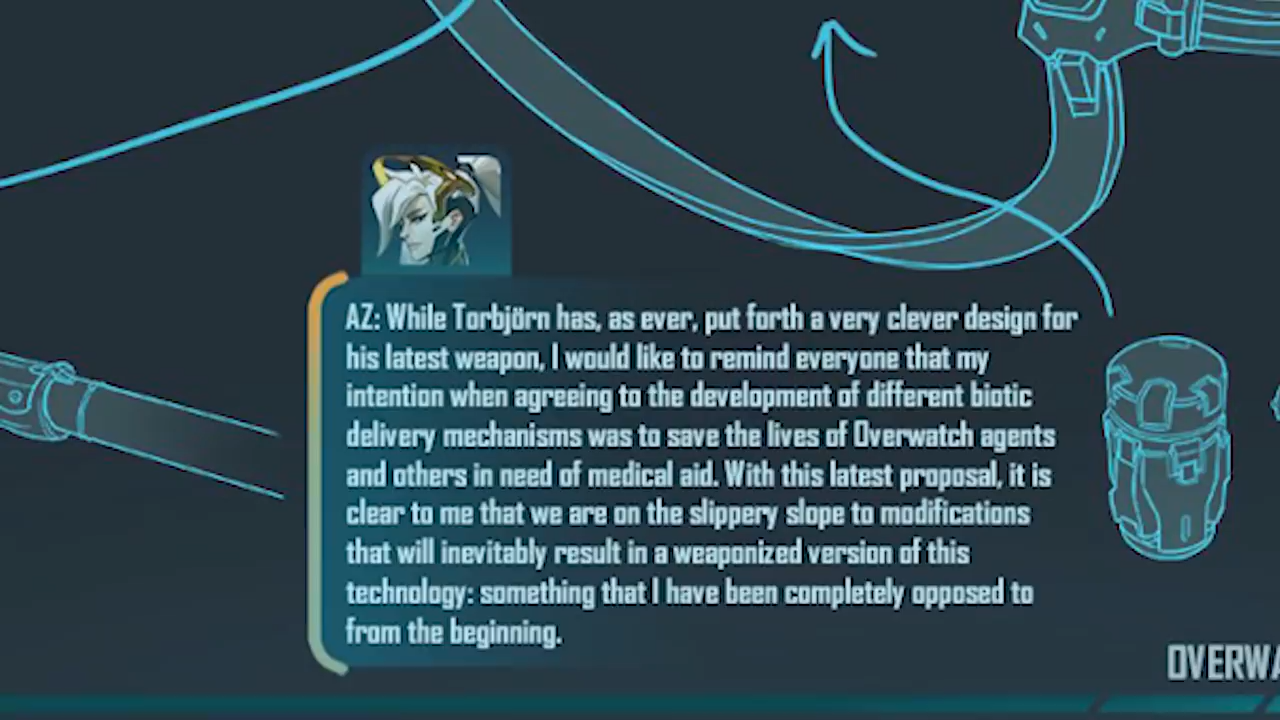 AZ: While Torbjörn has, as ever, put forth a very clever design for
his latest weapon, I would like to remind everyone that my
intention when agreeing to the development of different biotic
delivery mechanisms was to save the lives of Overwatch agents
and others in need of medical aid. With this latest proposal, it is
clear to me that we are on the slippery slope to modifications
that will inevitably result in a weaponized version of this
technology: something that I have been completely opposed to
from the beginning.
OVERWA